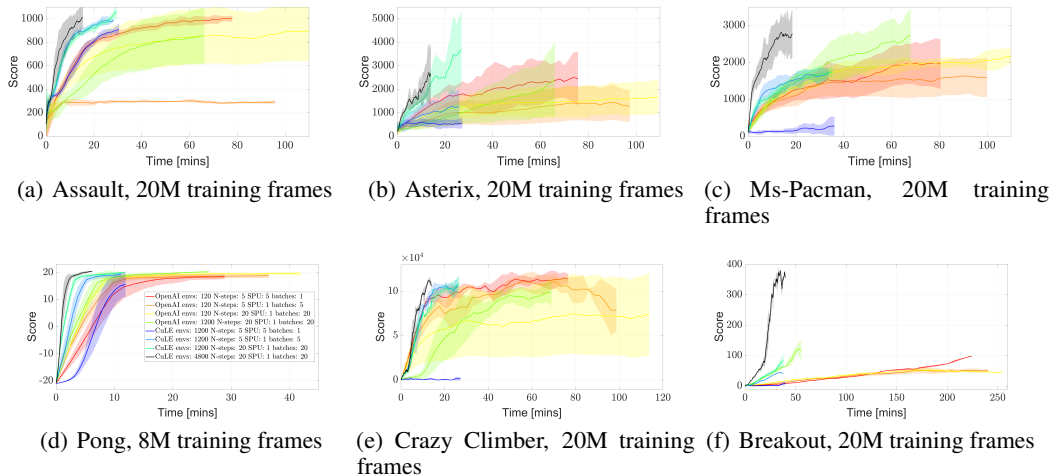 1000
800
600
400
200
0
Score
0 20 40 60 80 100
Time [mins]
(a) Assault, 20M training frames
5000
4000
3000
2000
1000
0
Score
0 20 40 60 80 100
Time [mins]
(b) Asterix, 20M training frames
3000
2000
1000
0
Score
0 20 40 60 80 100
Time [mins]
(c) Ms-Pacman, 20M training
frames
20
10
0
−10
−20
Score
OpenAI envs: 120 N-steps: 5 SPU: 5 batches: 1
OpenAI envs: 120 N-steps: 5 SPU: 1 batches: 5
OpenAI envs: 120 N-steps: 20 SPU: 1 batches: 20
OpenAI envs: 1200 N-steps: 20 SPU: 1 batches: 20
CuLE envs: 1200 N-steps: 5 SPU: 5 batches: 1
CuLE envs: 1200 N-steps: 5 SPU: 1 batches: 5
CuLE envs: 1200 N-steps: 20 SPU: 1 batches: 20
CuLE envs: 4800 N-steps: 20 SPU: 1 batches: 20
0 10 20 30 40
Time [mins]
(d) Pong, 8M training frames
×10⁴
10
5
0
Score
0 20 40 60 80 100 120
Time [mins]
(e) Crazy Climber, 20M training
frames
400
300
200
100
0
Score
0 50 100 150 200 250
Time [mins]
(f) Breakout, 20M training frames